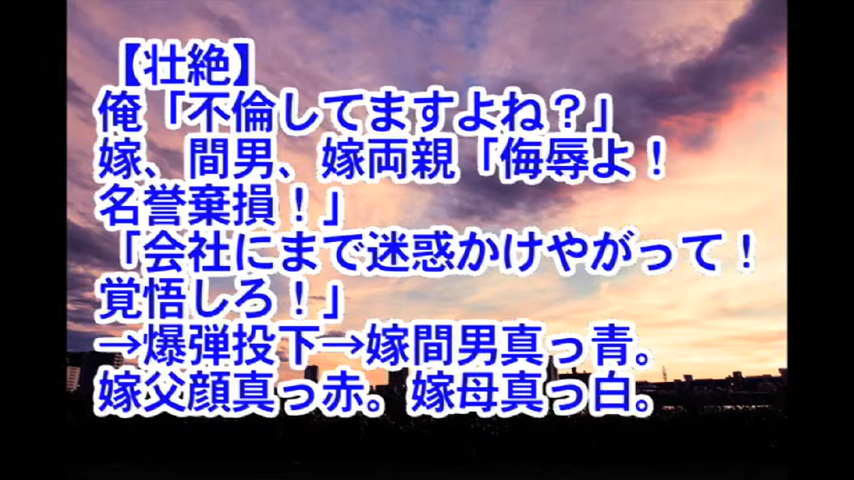 【壮絶】
俺「不倫してますよね？」
嫁、間男、嫁両親「侮辱よ！
名誉棄損！」
「会社にまで迷惑かけやがって！
覚悟しろ！」
→爆弾投下→嫁間男真っ青。
嫁父顔真っ赤。嫁母真っ白。